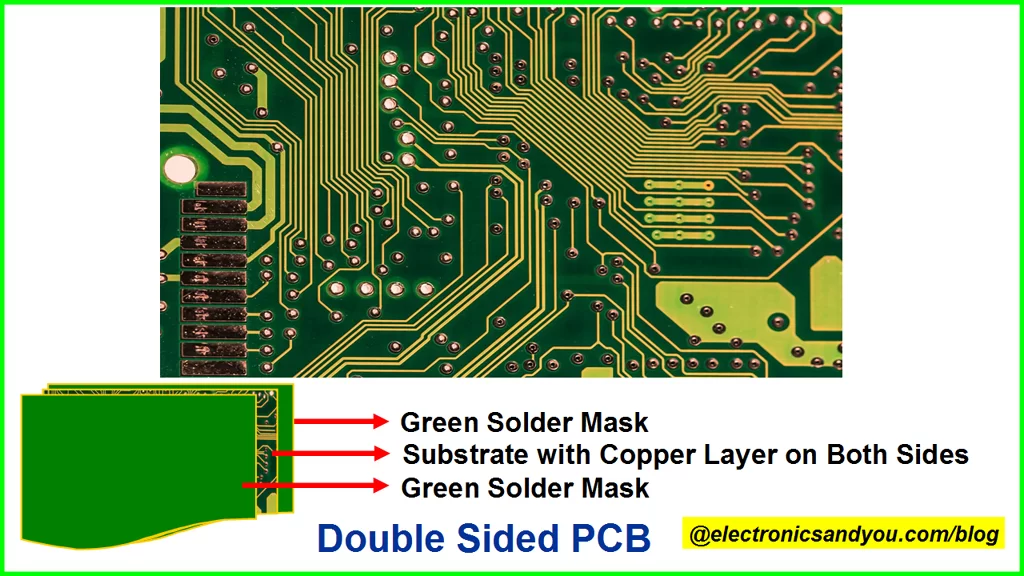 Green Solder Mask
Substrate with Copper Layer on Both Sides
Green Solder Mask
Double Sided PCB
@electronicsandyou.com/blog